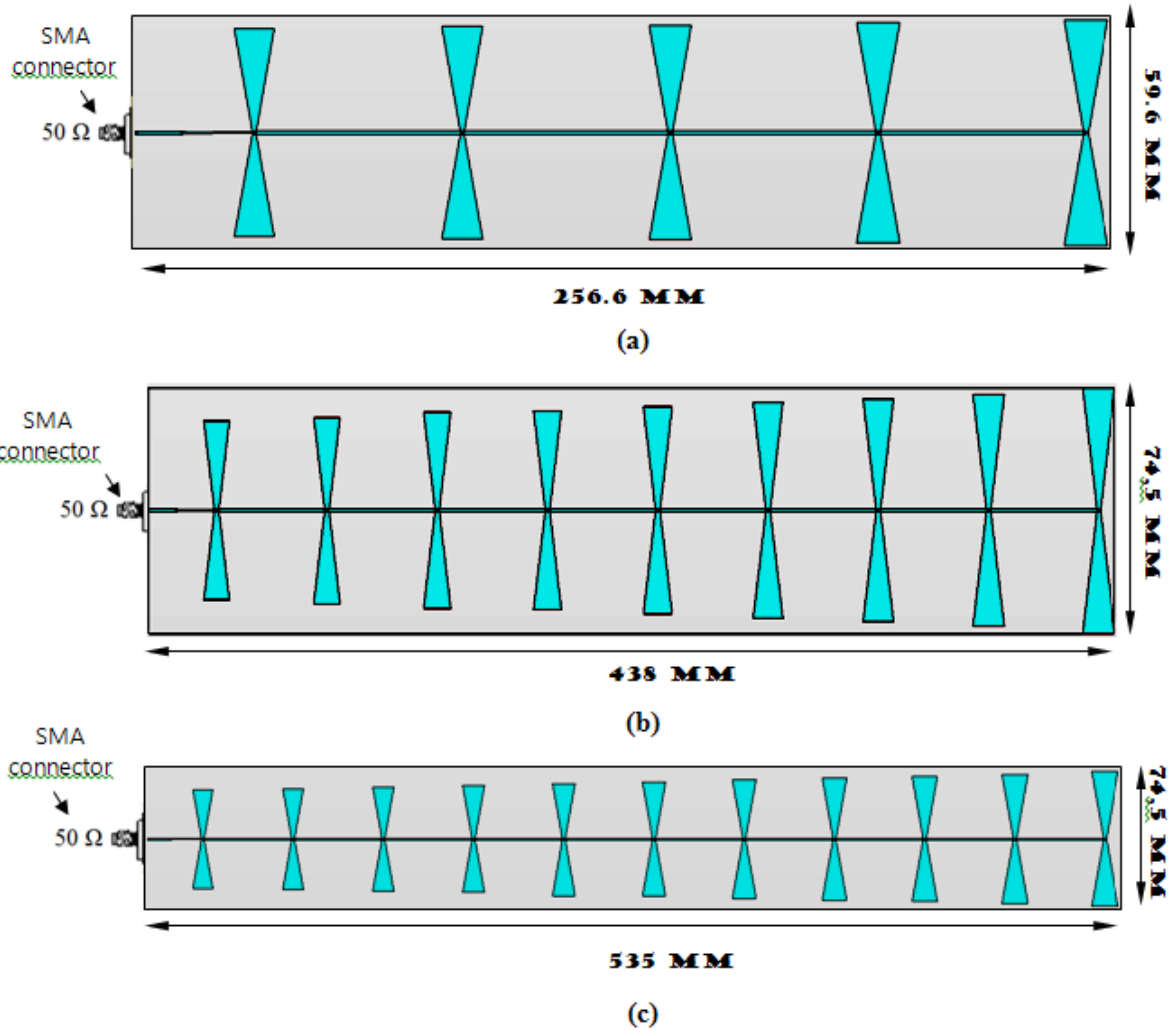 SMA
connector
50 Ω
59.6 MM
256.6 MM
(a)
SMA
connector
50 Ω
74,5 MM
438 MM
(b)
SMA
connector
50 Ω
74,5 MM
535 MM
(c)